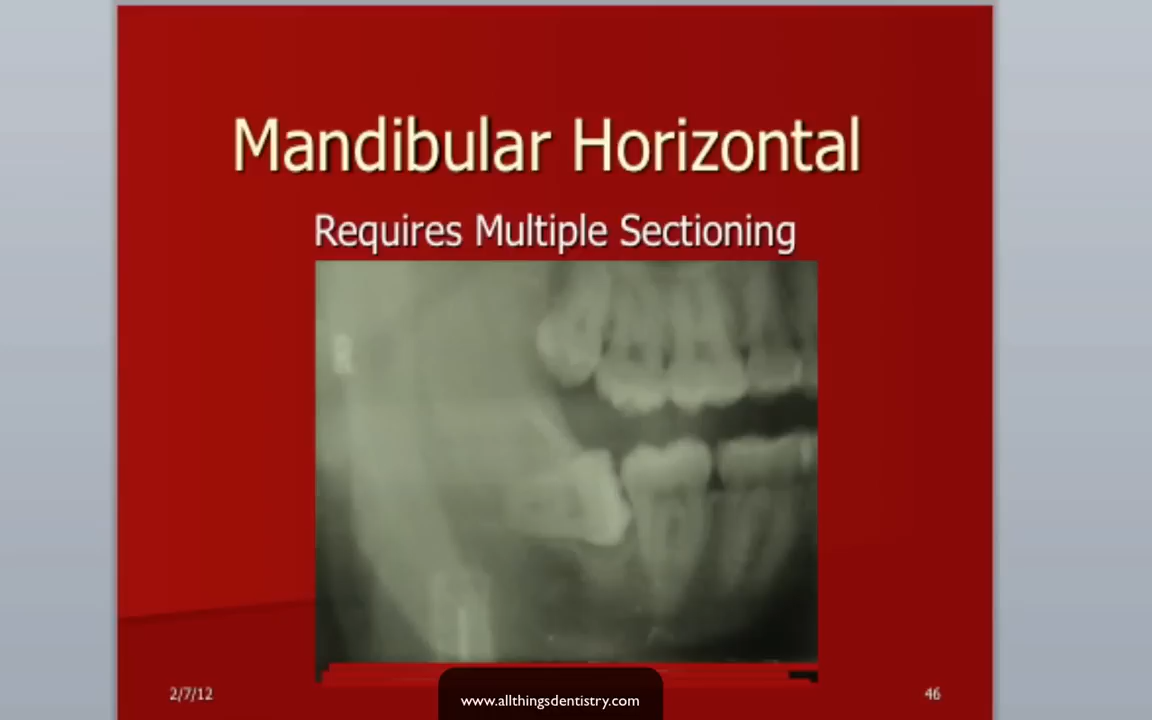 Mandibular Horizontal
Requires Multiple Sectioning
R
2/7/12
46
www.allthingsdentistry.com